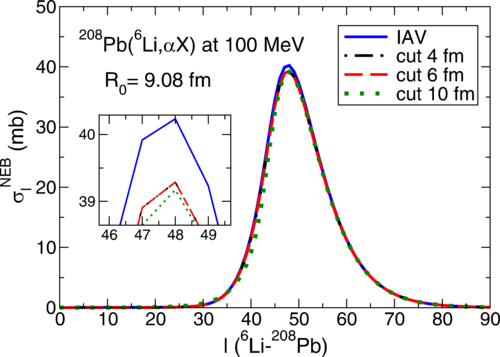 ²⁰⁸Pb(⁶Li,αX) at 100 MeV
R₀= 9.08 fm
IAV
cut 4 fm
cut 6 fm
cut 10 fm
50
40
30
20
10
0
σₗᴺᴱᴮ (mb)
40
39
46 47 48 49
0 10 20 30 40 50 60 70 80 90
l (⁶Li-²⁰⁸Pb)